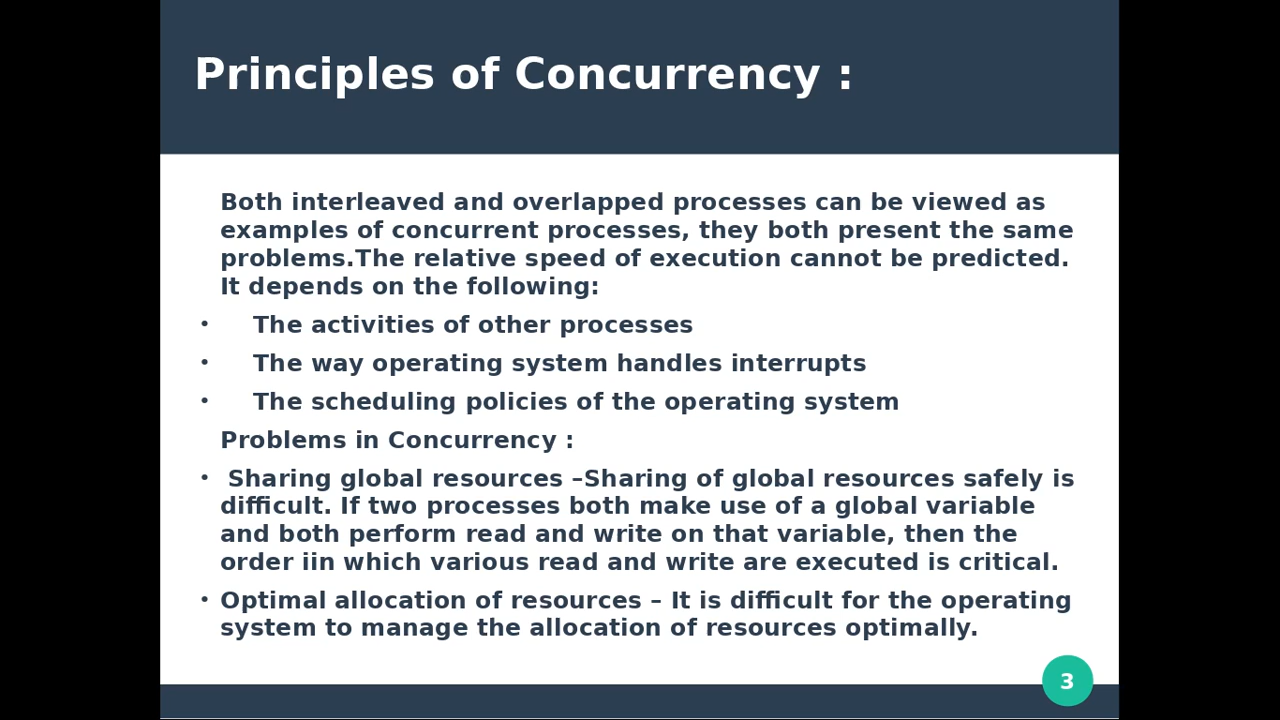 Principles of Concurrency :
Both interleaved and overlapped processes can be viewed as
examples of concurrent processes, they both present the same
problems.The relative speed of execution cannot be predicted.
It depends on the following:
• The activities of other processes
• The way operating system handles interrupts
• The scheduling policies of the operating system
Problems in Concurrency :
• Sharing global resources –Sharing of global resources safely is
difficult. If two processes both make use of a global variable
and both perform read and write on that variable, then the
order iin which various read and write are executed is critical.
• Optimal allocation of resources – It is difficult for the operating
system to manage the allocation of resources optimally.
3